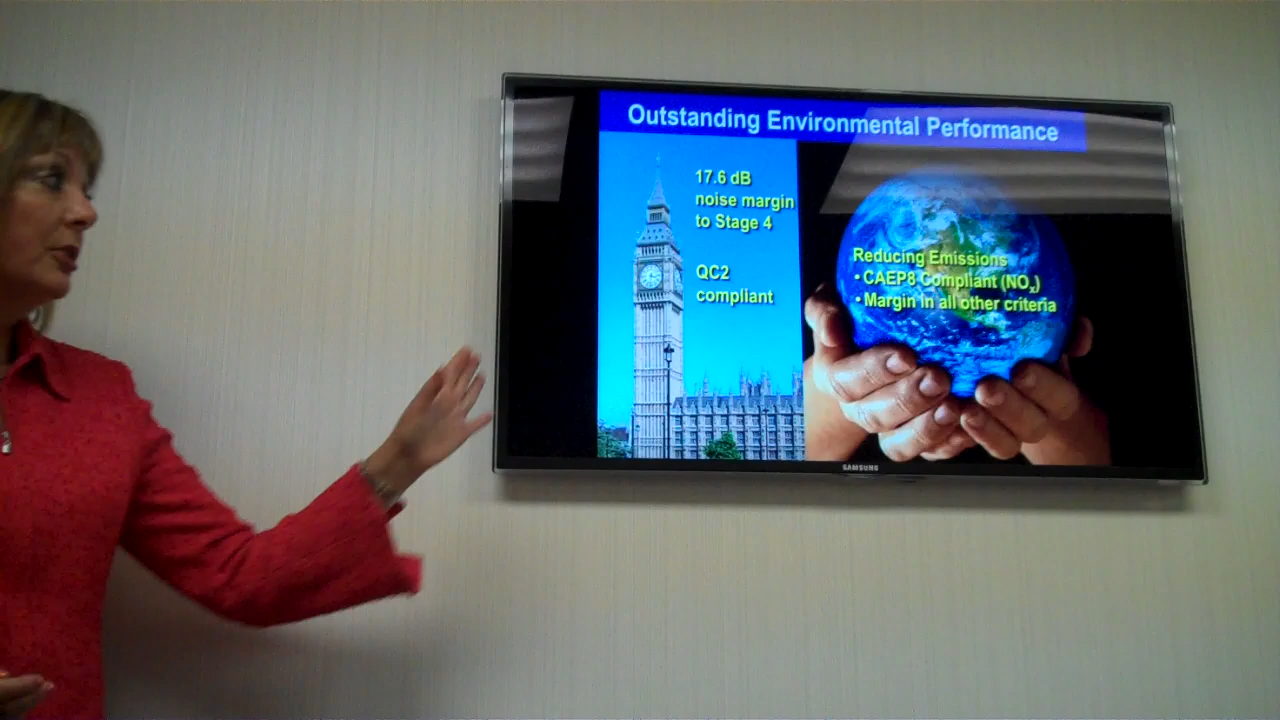 Outstanding Environmental Performance
17.6 dB
noise margin
to Stage 4
QC2
compliant
Reducing Emissions
• CAEP8 Compliant (NOx)
• Margin in all other criteria
SAMSUNG